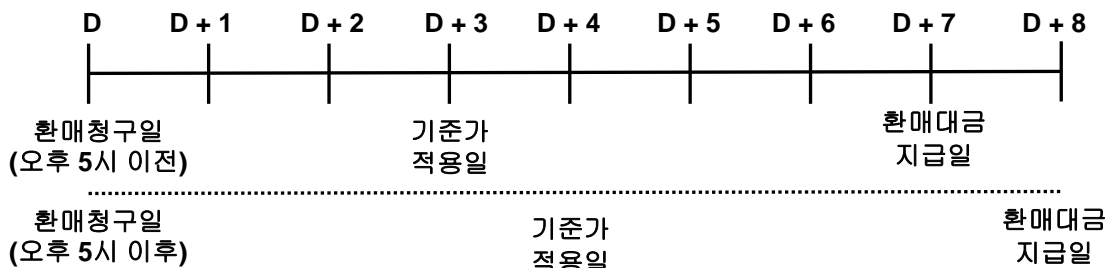 D D + 1 D + 2 D + 3 D + 4 D + 5 D + 6 D + 7 D + 8
환매청구일
(오후 5시 이전)
기준가
적용일
환매대금
지급일
환매청구일
(오후 5시 이후)
기준가
적용일
환매대금
지급일